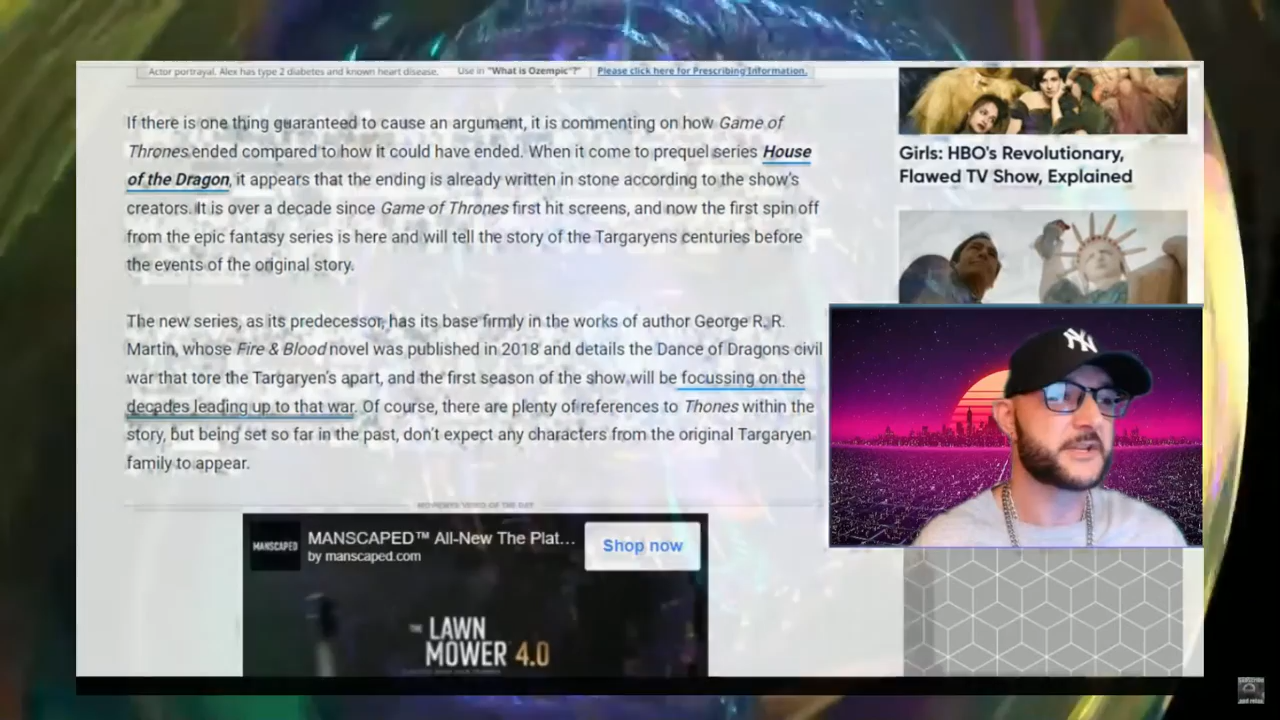 Actor portrayal. Alex has type 2 diabetes and known heart disease. Use in "What is Ozempic®?" Please click here for Prescribing Information.
If there is one thing guaranteed to cause an argument, it is commenting on how Game of
Thrones ended compared to how it could have ended. When it come to prequel series House
of the Dragon, it appears that the ending is already written in stone according to the show's
creators. It is over a decade since Game of Thrones first hit screens, and now the first spin off
from the epic fantasy series is here and will tell the story of the Targaryens centuries before
the events of the original story.
The new series, as its predecessor, has its base firmly in the works of author George R. R.
Martin, whose Fire & Blood novel was published in 2018 and details the Dance of Dragons civil
war that tore the Targaryen's apart, and the first season of the show will be focussing on the
decades leading up to that war. Of course, there are plenty of references to Thones within the
story, but being set so far in the past, don't expect any characters from the original Targaryen
family to appear.
MOVIEWEB VIDEO OF THE DAY
MANSCAPED
MANSCAPED™ All-New The Plat...
by manscaped.com
Shop now
THE LAWN
MOWER 4.0
Girls: HBO's Revolutionary,
Flawed TV Show, Explained
NY